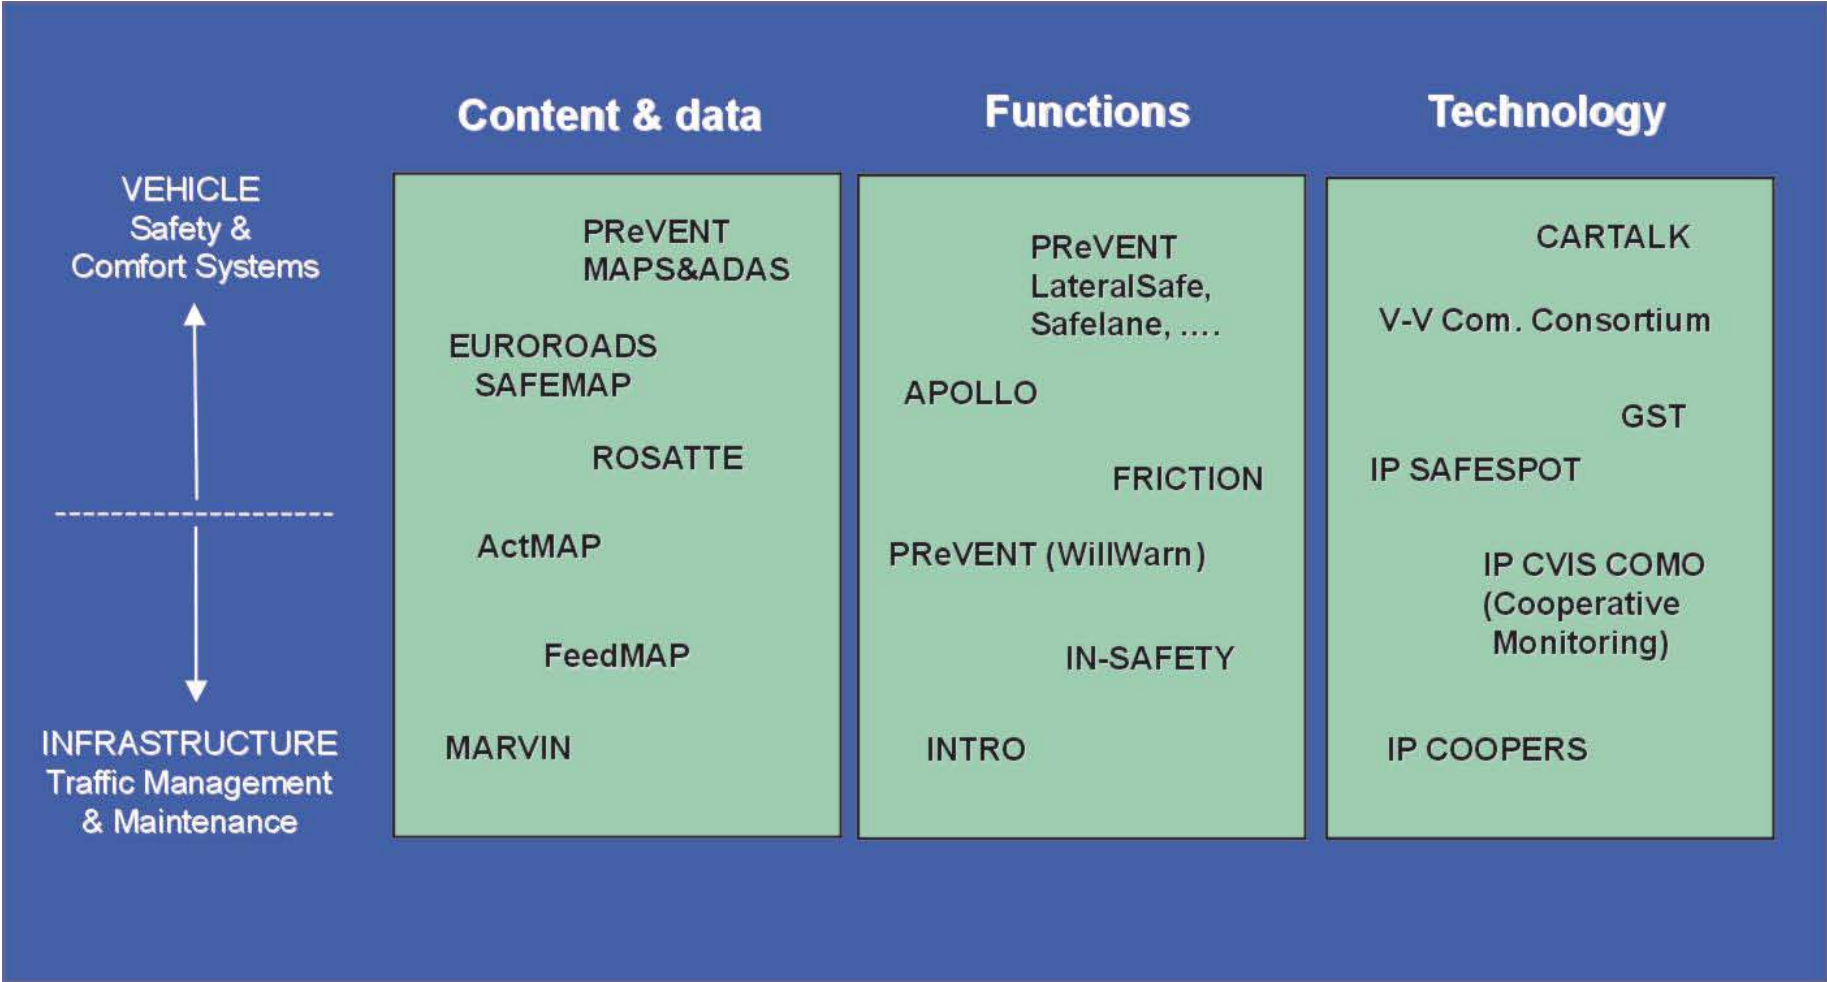 Content & data
Functions
Technology
VEHICLE
Safety &
Comfort Systems
INFRASTRUCTURE
Traffic Management
& Maintenance
PReVENT
MAPS&ADAS
EUROROADS
SAFEMAP
ROSATTE
ActMAP
FeedMAP
MARVIN
PReVENT
LateralSafe,
Safelane, ....
APOLLO
FRICTION
PReVENT (WillWarn)
IN-SAFETY
INTRO
CARTALK
V-V Com. Consortium
GST
IP SAFESPOT
IP CVIS COMO
(Cooperative
Monitoring)
IP COOPERS